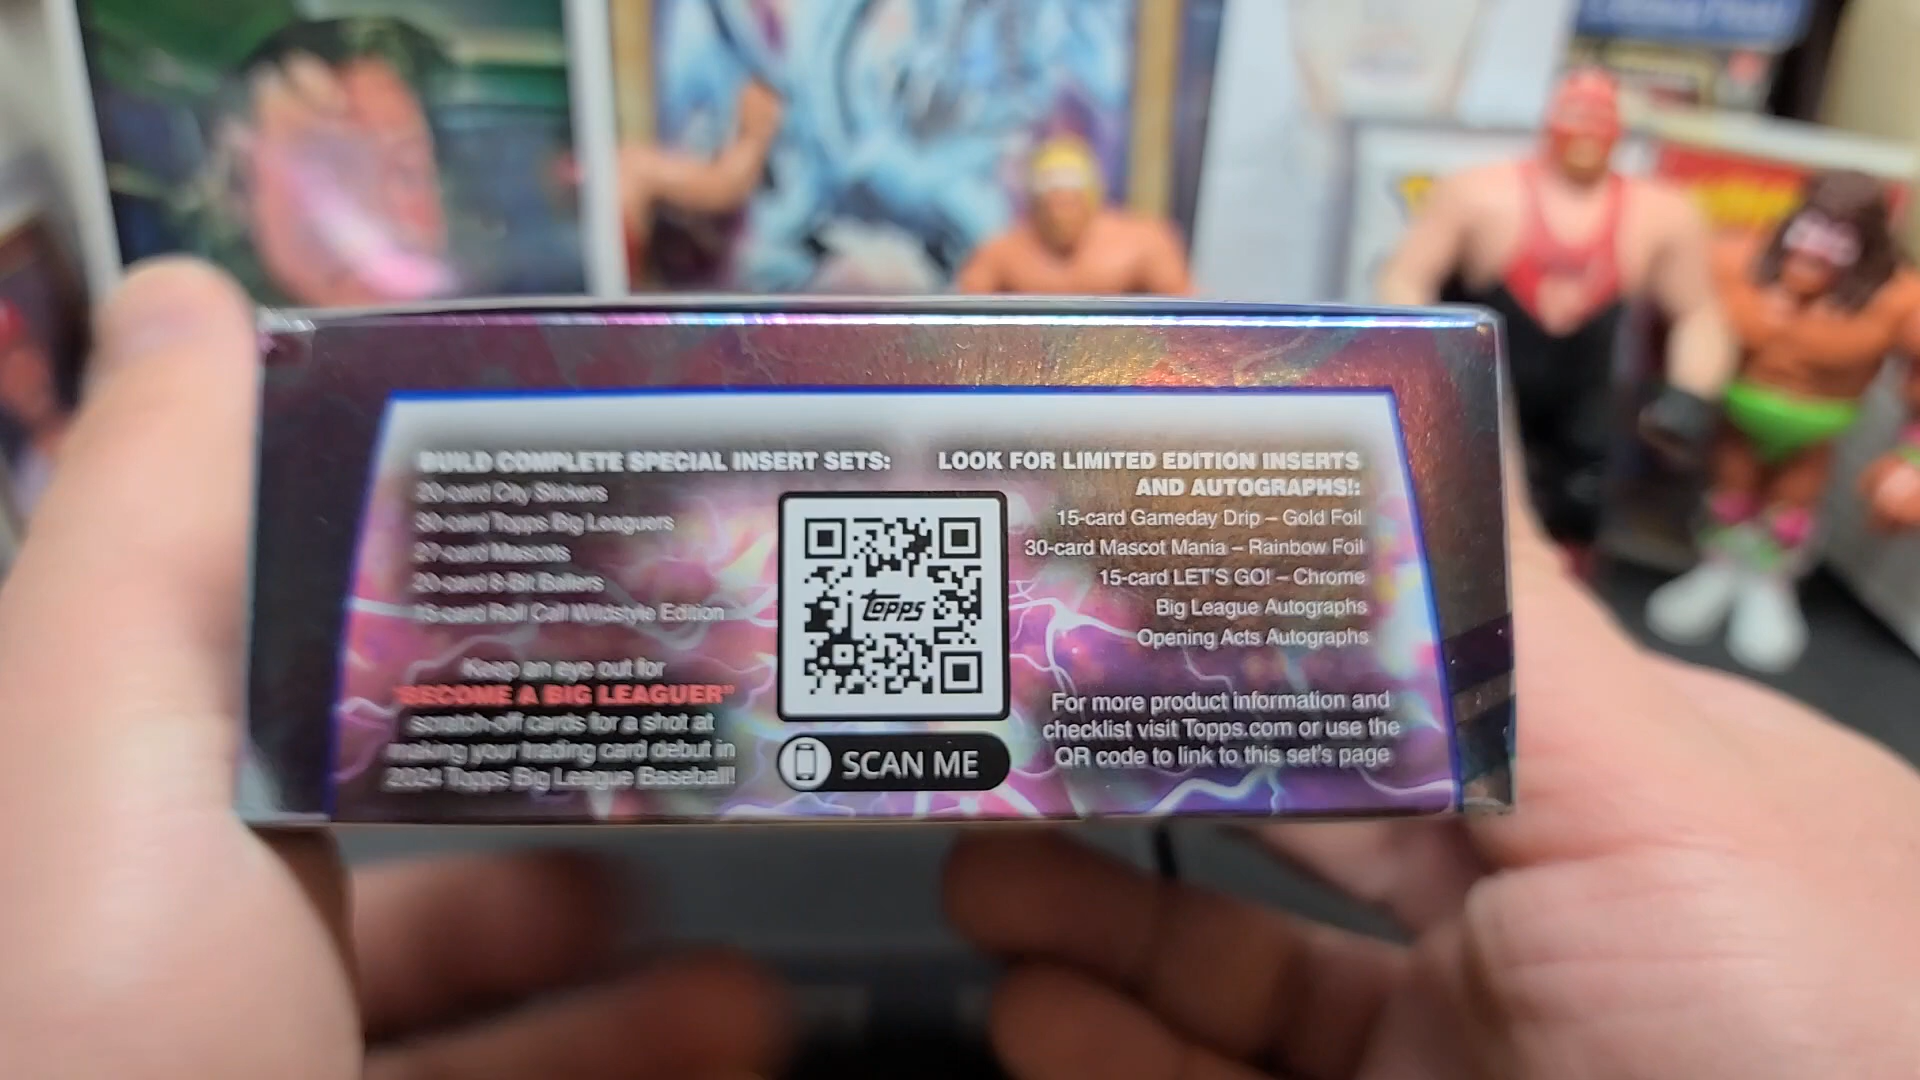 BUILD COMPLETE SPECIAL INSERT SETS:
20-card City Stickers
30-card Topps Big Leaguers
27-card Mascots
20-card 8-Bit Ballers
15-card Roll Call Wildstyle Edition
Keep an eye out for
"BECOME A BIG LEAGUER"
scratch-off cards for a shot at
making your trading card debut in
2024 Topps Big League Baseball!
Topps
SCAN ME
LOOK FOR LIMITED EDITION INSERTS
AND AUTOGRAPHS!:
15-card Gameday Drip – Gold Foil
30-card Mascot Mania – Rainbow Foil
15-card LET'S GO! – Chrome
Big League Autographs
Opening Acts Autographs
For more product information and
checklist visit Topps.com or use the
QR code to link to this set's page